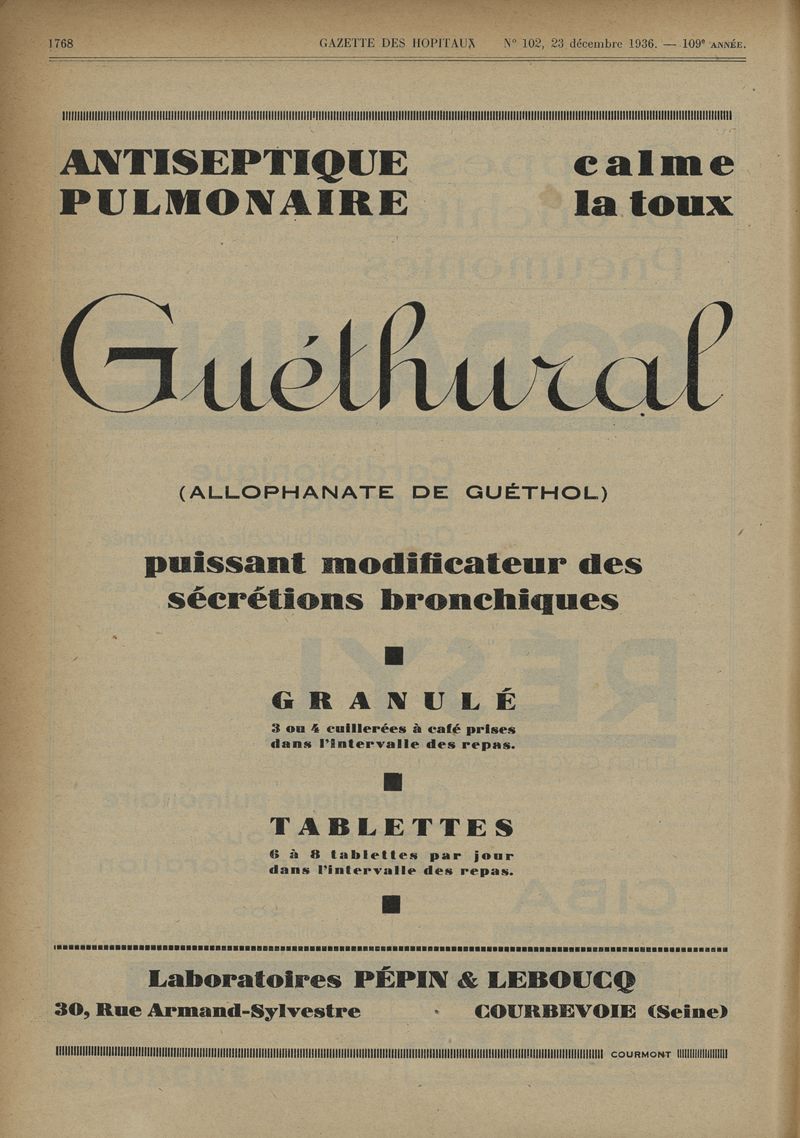 1768 GAZETTE DES HOPITAUX N° 102, 23 décembre 1936. — 109e ANNÉE.
ANTISEPTIQUE calme
PULMONAIRE la toux
Guéthural
(ALLOPHANATE DE GUÉTHOL)
puissant modificateur des
sécrétions bronchiques
GRANULÉ
3 ou 4 cuillerées à café prises
dans l'intervalle des repas.
TABLETTES
6 à 8 tablettes par jour
dans l'intervalle des repas.
Laboratoires PÉPIN & LEBOUCQ
30, Rue Armand-Sylvestre · COURBEVOIE (Seine)
COURMONT